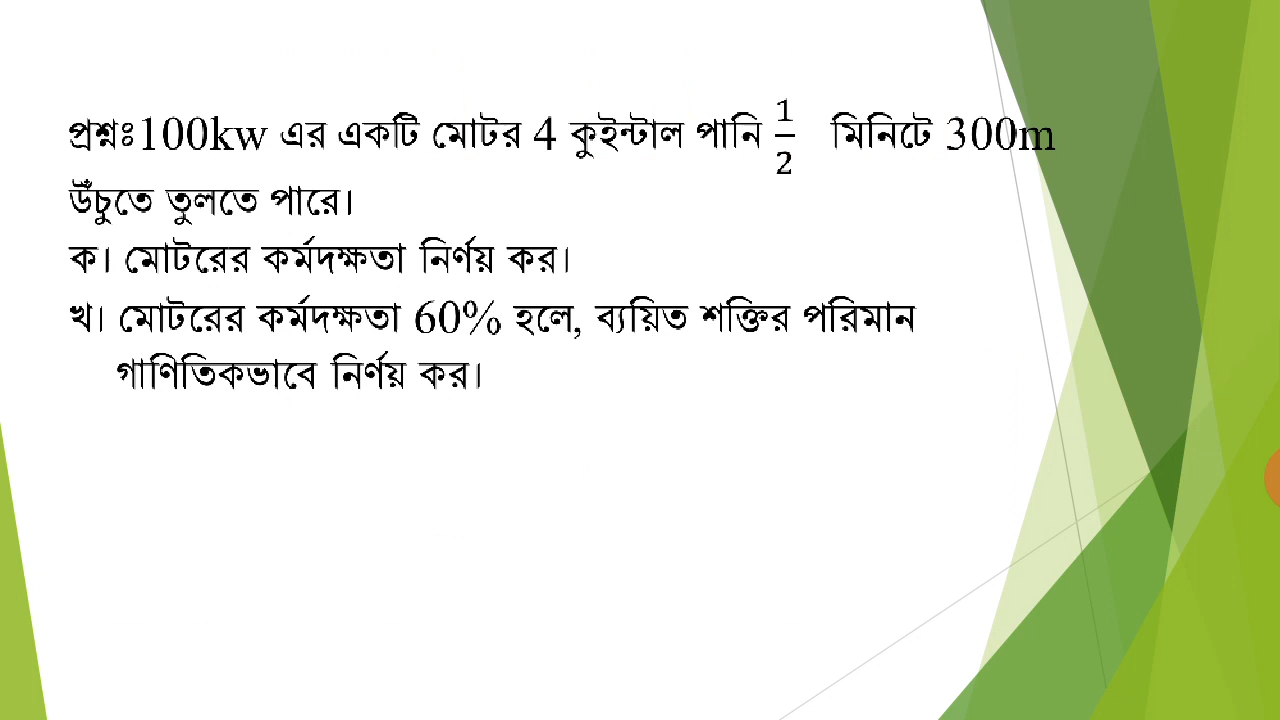 প্রশ্নঃ100kw এর একটি মোটর 4 কুইন্টাল পানি 1/2 মিনিটে 300m
উঁচুতে তুলতে পারে।
ক। মোটরের কর্মদক্ষতা নির্ণয় কর।
খ। মোটরের কর্মদক্ষতা 60% হলে, ব্যয়িত শক্তির পরিমান
গাণিতিকভাবে নির্ণয় কর।